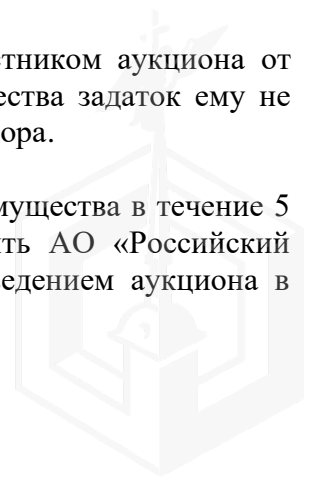 тником аукциона от
ества задаток ему не
ора.
мущества в течение 5
ть АО «Российский
едением аукциона в